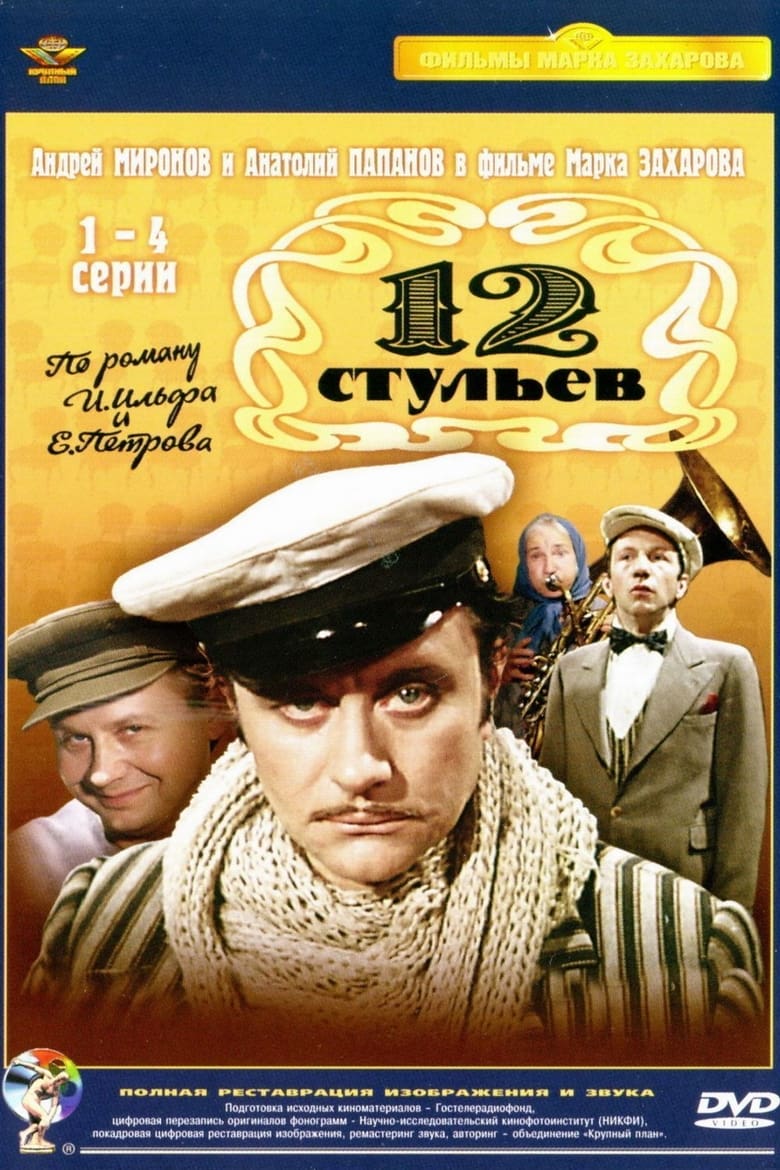 КРУПНЫЙ
ПЛАН
ФИЛЬМЫ МАРКА ЗАХАРОВА
Андрей МИРОНОВ и Анатолий ПАПАНОВ в фильме Марка ЗАХАРОВА
1 – 4
серии
12
стульев
По роману
И. Ильфа
и
Е. Петрова
ПОЛНАЯ РЕСТАВРАЦИЯ ИЗОБРАЖЕНИЯ И ЗВУКА
Подготовка исходных киноматериалов – Гостелерадиофонд,
цифровая перезапись оригиналов фонограмм – Научно-исследовательский кинофотоинститут (НИКФИ),
покадровая цифровая реставрация изображения, ремастеринг звука, авторинг – объединение «Крупный план».
®
DVD
VIDEO